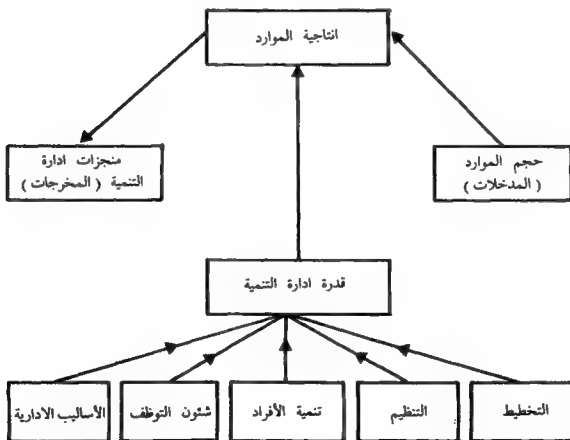 انتاجية الموارد
حجم الموارد
(المدخلات)
منجزات ادارة
التنمية (المخرجات)
قدرة ادارة التنمية
التخطيط
التنظيم
تنمية الأفراد
شئون التوظف
الأساليب الادارية